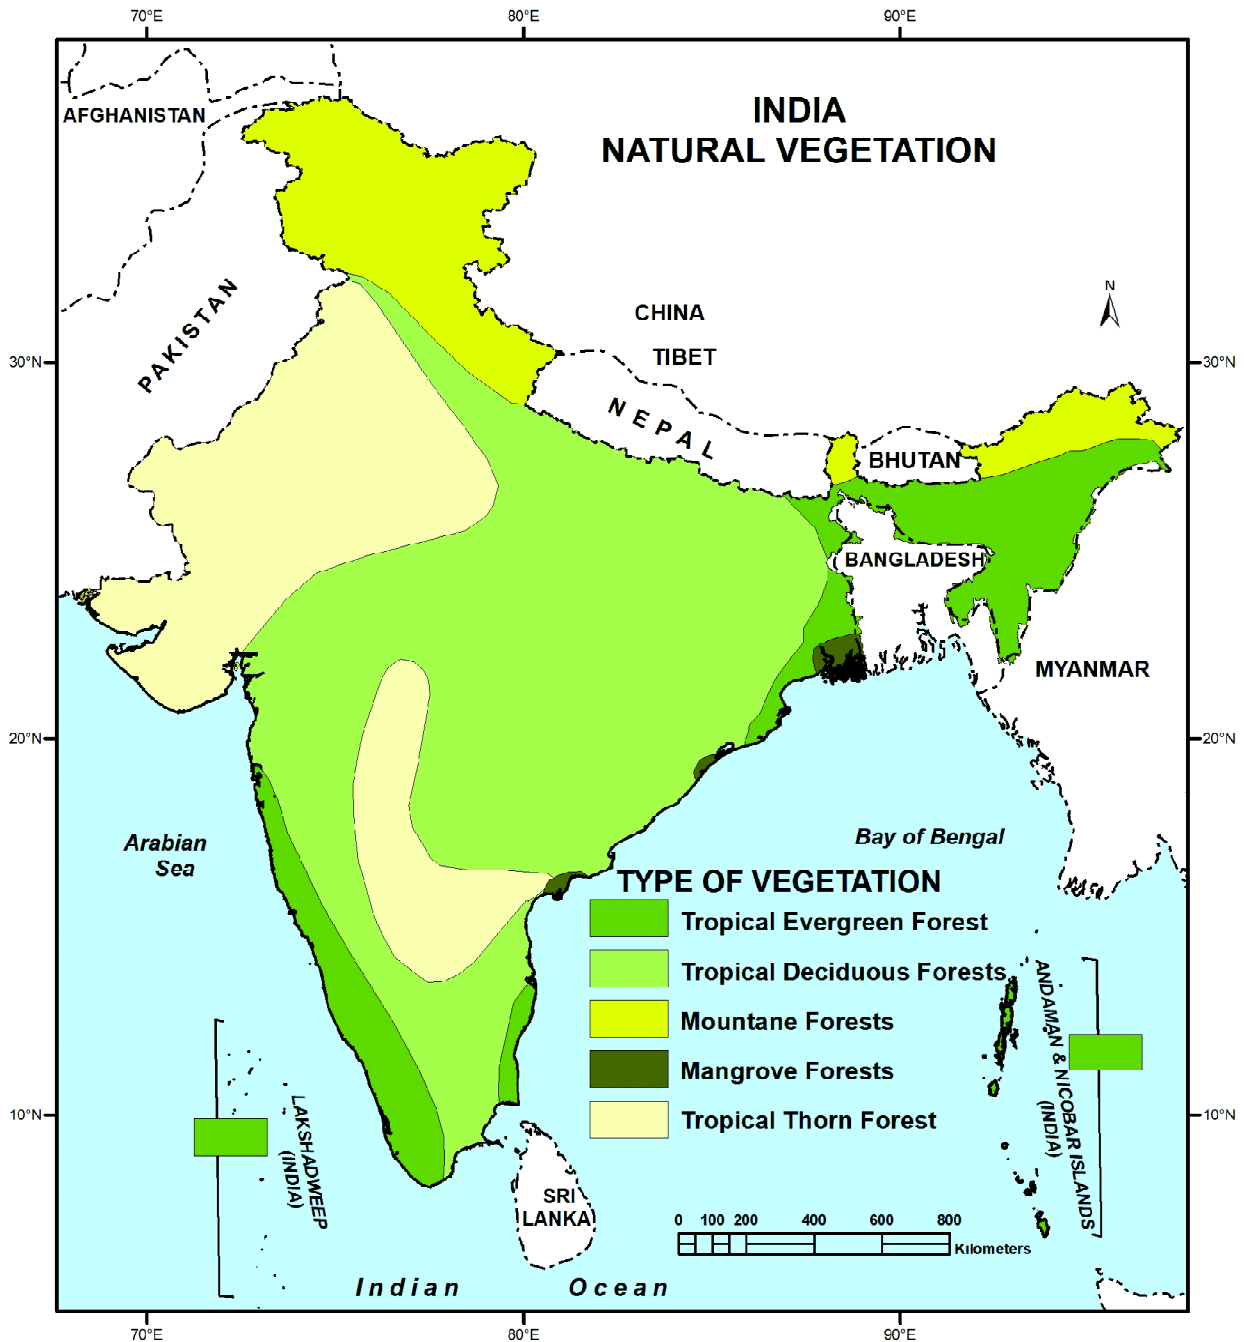 70°E
80°E
90°E
INDIA
NATURAL VEGETATION
AFGHANISTAN
PAKISTAN
CHINA
TIBET
N
30°N
30°N
NEPAL
BHUTAN
BANGLADESH
MYANMAR
20°N
20°N
Arabian
Sea
Bay of Bengal
TYPE OF VEGETATION
Tropical Evergreen Forest
Tropical Deciduous Forests
Mountane Forests
Mangrove Forests
Tropical Thorn Forest
ANDAMAN & NICOBAR ISLANDS
(INDIA)
10°N
10°N
LAKSHADWEEP
(INDIA)
SRI
LANKA
0 100 200 400 600 800
Kilometers
Indian Ocean
70°E
80°E
90°E